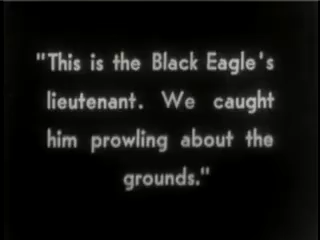 "This is the Black Eagle's
lieutenant. We caught
him prowling about the
grounds."